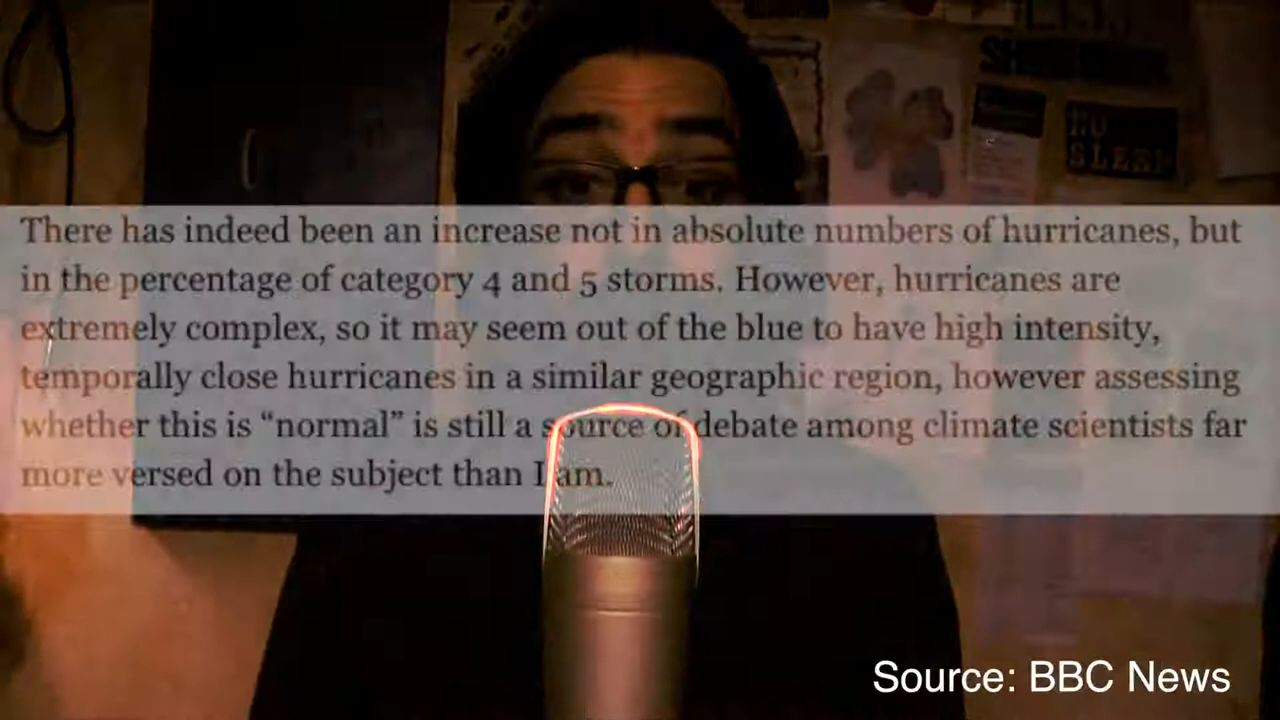 NO
SLEEP
There has indeed been an increase not in absolute numbers of hurricanes, but
in the percentage of category 4 and 5 storms. However, hurricanes are
extremely complex, so it may seem out of the blue to have high intensity,
temporally close hurricanes in a similar geographic region, however assessing
whether this is “normal” is still a source of debate among climate scientists far
more versed on the subject than I am.
Source: BBC News